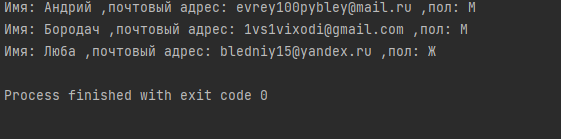 Имя: Андрий ,почтовый адрес: evrey100pybley@mail.ru ,пол: М
Имя: Бородач ,почтовый адрес: 1vs1vixodi@gmail.com ,пол: М
Имя: Люба ,почтовый адрес: bledniy15@yandex.ru ,пол: Ж
Process finished with exit code 0